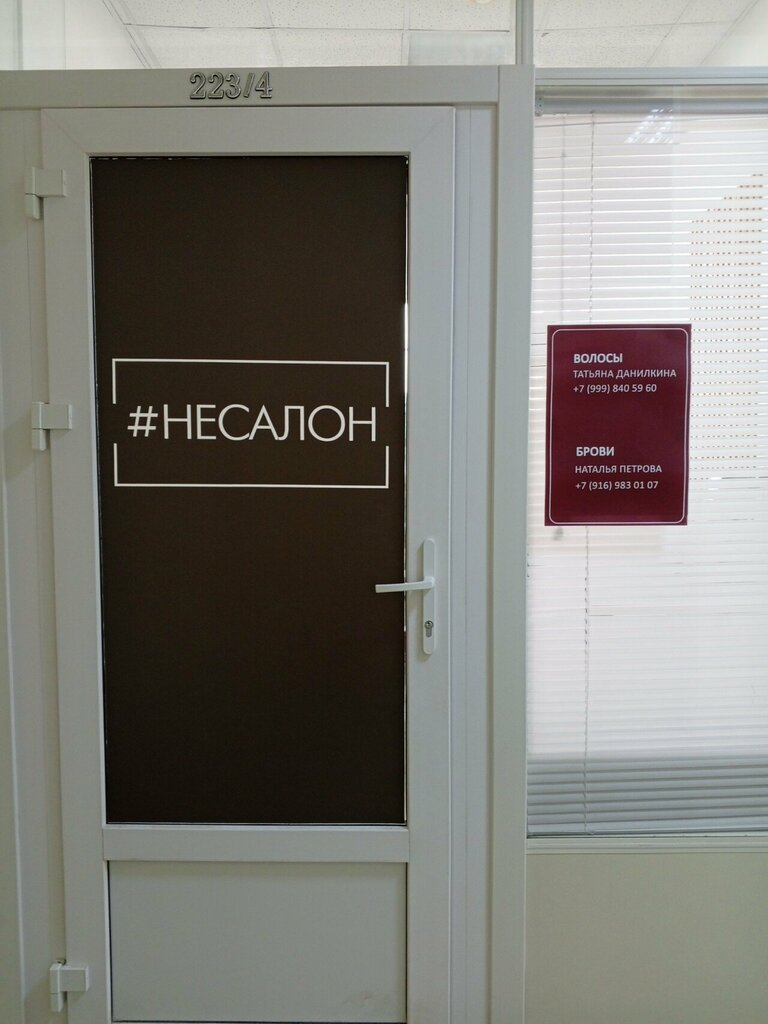 223/4
#НЕСАЛОН
ВОЛОСЫ
ТАТЬЯНА ДАНИЛКИНА
+7 (999) 840 59 60
БРОВИ
НАТАЛЬЯ ПЕТРОВА
+7 (916) 983 01 07